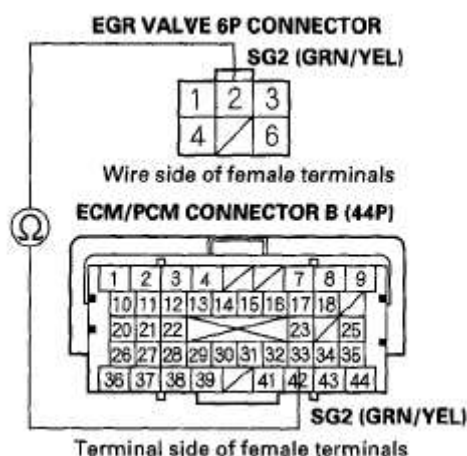 EGR VALVE 6P CONNECTOR
SG2 (GRN/YEL)
1 2 3
4 6
Wire side of female terminals
ECM/PCM CONNECTOR B (44P)
Ω
1 2 3 4 7 8 9
10 11 12 13 14 15 16 17 18
20 21 22 23 25
26 27 28 29 30 31 32 33 34 35
36 37 38 39 41 42 43 44
SG2 (GRN/YEL)
Terminal side of female terminals